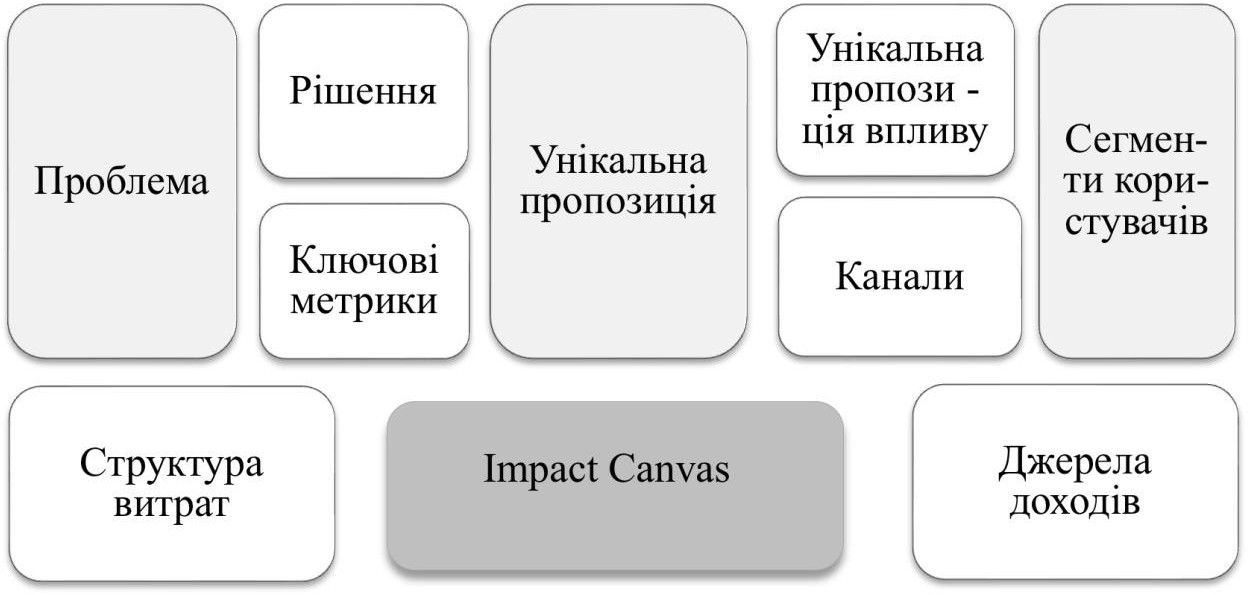 Проблема
Рішення
Ключові
метрики
Унікальна
пропозиція
Унікальна
пропози -
ція впливу
Канали
Сегмен-
ти кори-
стувачів
Структура
витрат
Impact Canvas
Джерела
доходів